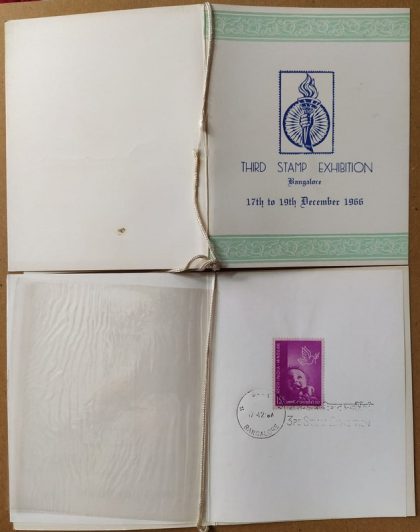 THIRD STAMP EXHIBITION
Bangalore
17th to 19th December 1966
BANGALORE